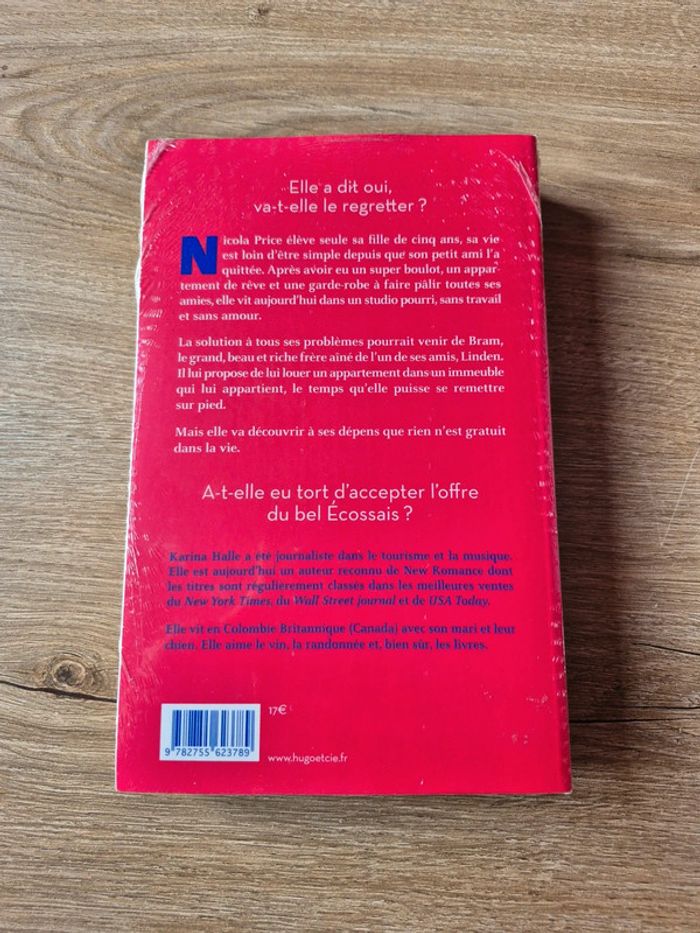 Elle a dit oui,
va-t-elle le regretter ?
Nicola Price élève seule sa fille de cinq ans, sa vie
est loin d'être simple depuis que son petit ami l'a
quittée. Après avoir eu un super boulot, un appar-
tement de rêve et une garde-robe à faire pâlir toutes ses
amies, elle vit aujourd'hui dans un studio pourri, sans travail
et sans amour.
La solution à tous ses problèmes pourrait venir de Bram,
le grand, beau et riche frère aîné de l'un de ses amis, Linden.
Il lui propose de lui louer un appartement dans un immeuble
qui lui appartient, le temps qu'elle puisse se remettre
sur pied.
Mais elle va découvrir à ses dépens que rien n'est gratuit
dans la vie.
A-t-elle eu tort d'accepter l'offre
du bel Écossais ?
Karina Halle a été journaliste dans le tourisme et la musique.
Elle est aujourd'hui un auteur reconnu de New Romance dont
les titres sont régulièrement classés dans les meilleures ventes
du New York Times, du Wall Street journal et de USA Today.
Elle vit en Colombie Britannique (Canada) avec son mari et leur
chien. Elle aime le vin, la randonnée et, bien sûr, les livres.
17€
9 782755 623789
www.hugoetcie.fr